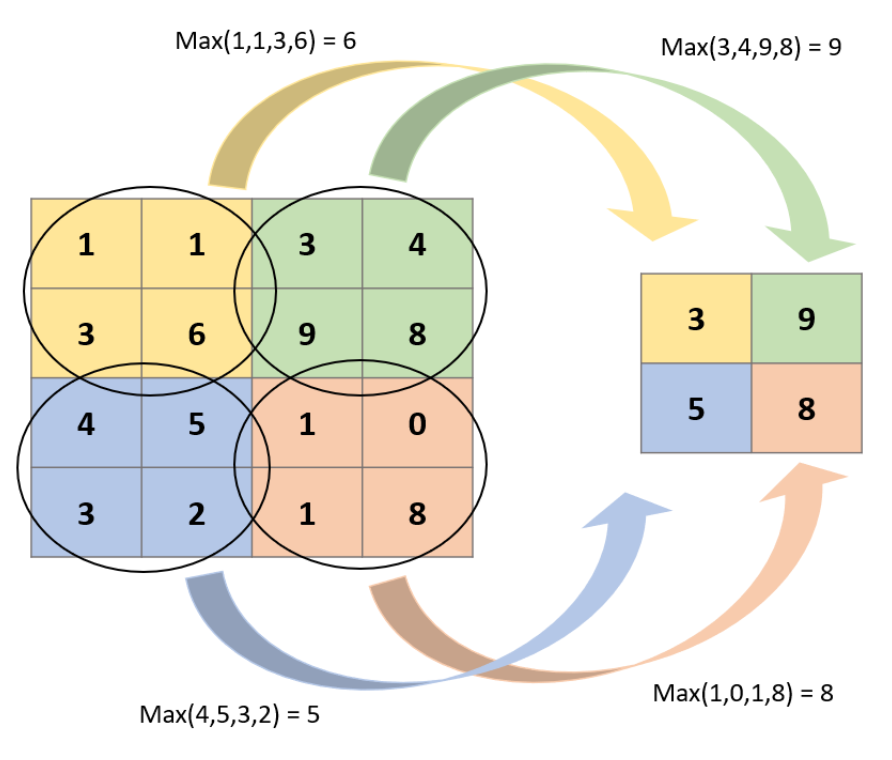 Max(1,1,3,6) = 6
Max(3,4,9,8) = 9
1 1 3 4
3 6 9 8
4 5 1 0
3 2 1 8
3 9
5 8
Max(4,5,3,2) = 5
Max(1,0,1,8) = 8